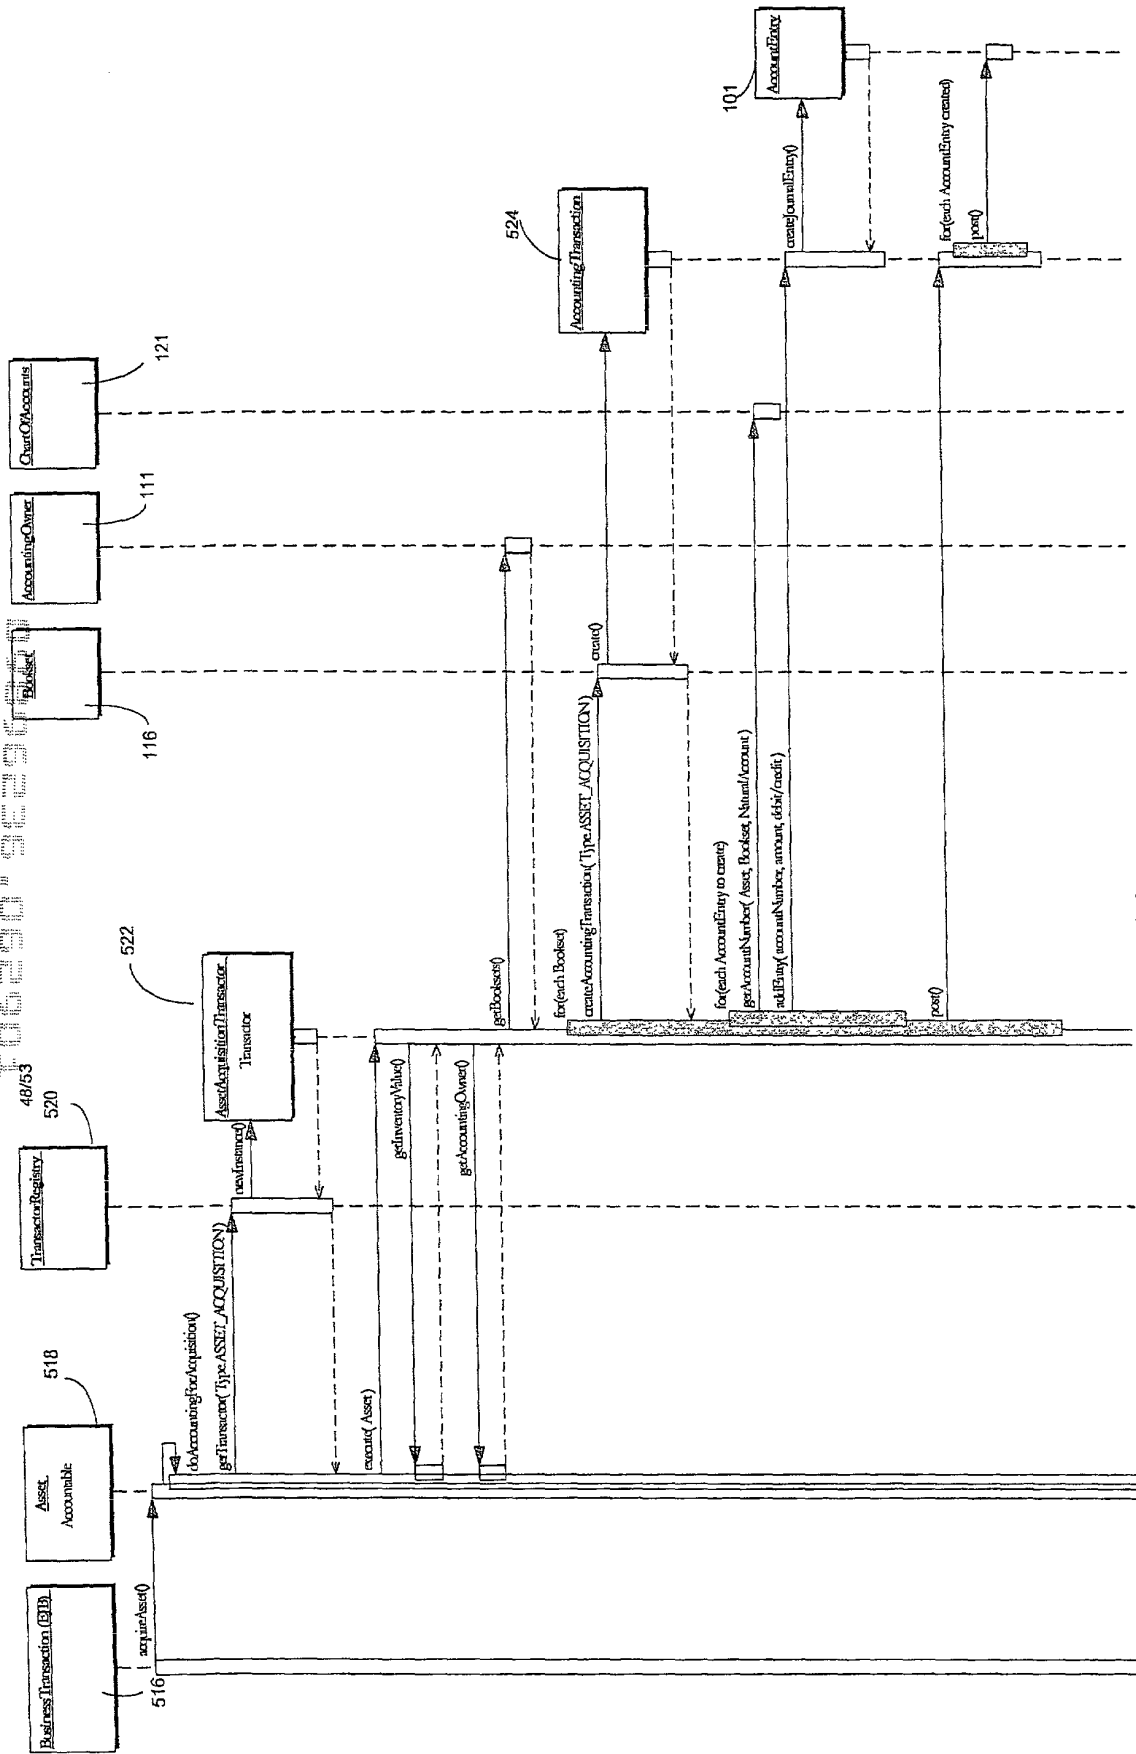 48/53
Business Transaction (EJB)
516
Asset
Accountable
518
TransactorRegistry
520
AssetAcquisitionTransactor
Transactor
522
Bookset
116
AccountingOwner
111
ChartOfAccounts
121
AccountingTransaction
524
AccountEntry
101
acquireAsset()
doAccountingForAcquisition()
getTransactor( Type.ASSET_ACQUISITION )
newInstance()
execute( Asset )
getInventoryValue()
getAccountingOwner()
getBooksets()
for(each Bookset)
createAccountingTransaction( Type.ASSET_ACQUISITION )
create()
for(each AccountEntry to create)
getAccountNumber( Asset, Bookset, NaturalAccount )
addEntry( accountNumber, amount, debit/credit )
createJournalEntry()
post()
for(each AccountEntry created)
post()